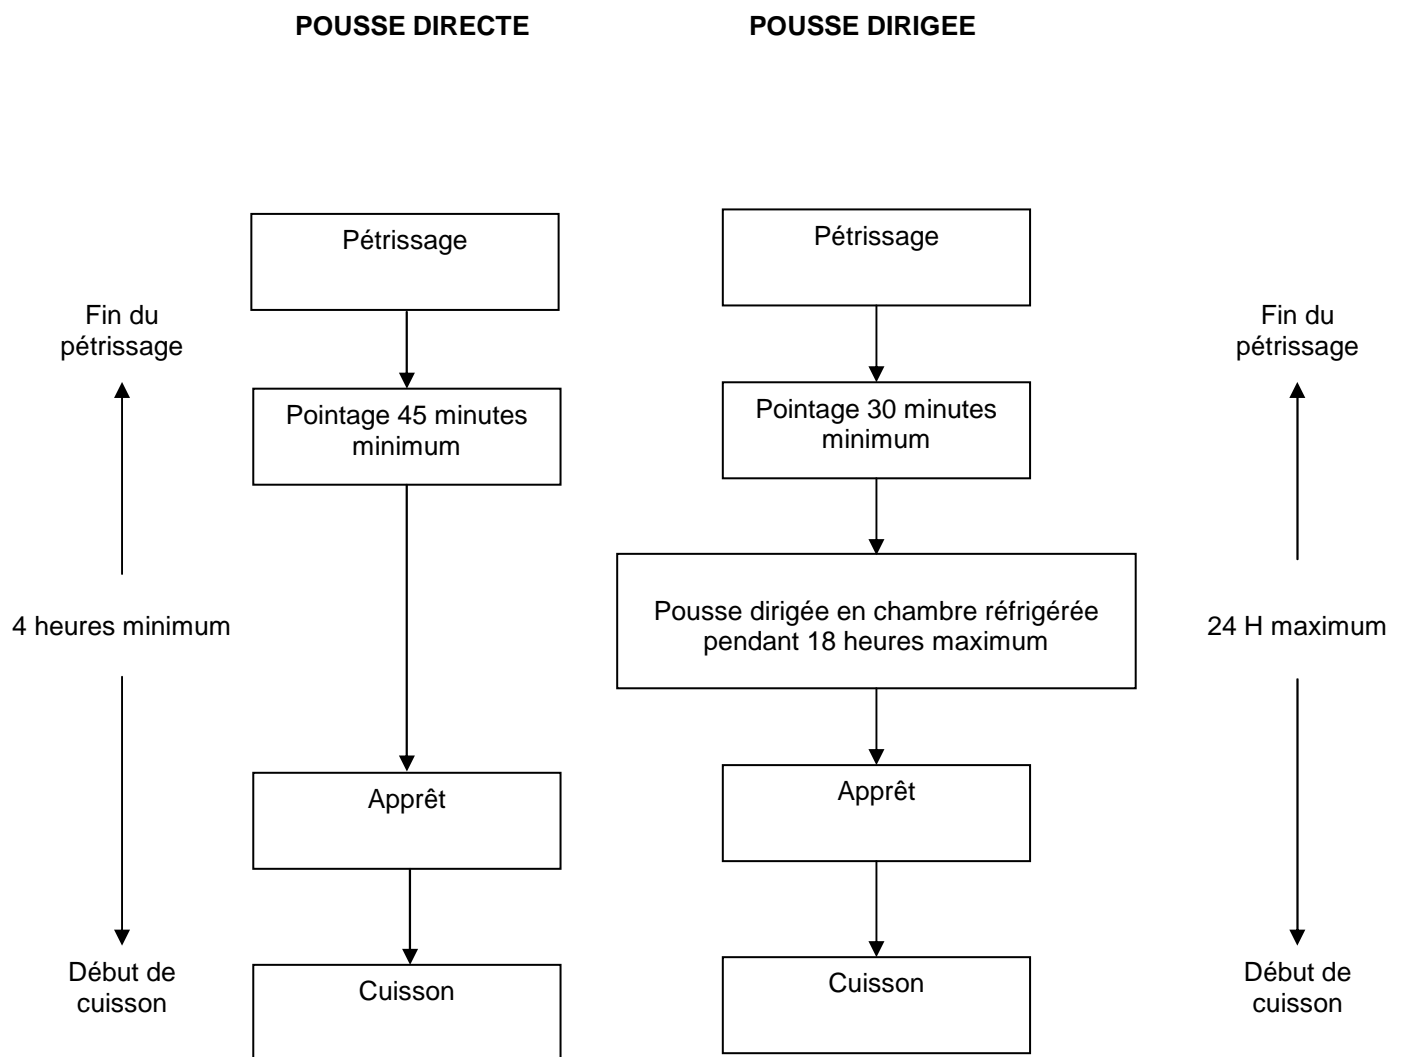 POUSSE DIRECTE
POUSSE DIRIGEE
Pétrissage
Pétrissage
Fin du
pétrissage
Fin du
pétrissage
Pointage 45 minutes
minimum
Pointage 30 minutes
minimum
Pousse dirigée en chambre réfrigérée
pendant 18 heures maximum
4 heures minimum
24 H maximum
Apprêt
Apprêt
Début de
cuisson
Cuisson
Cuisson
Début de
cuisson